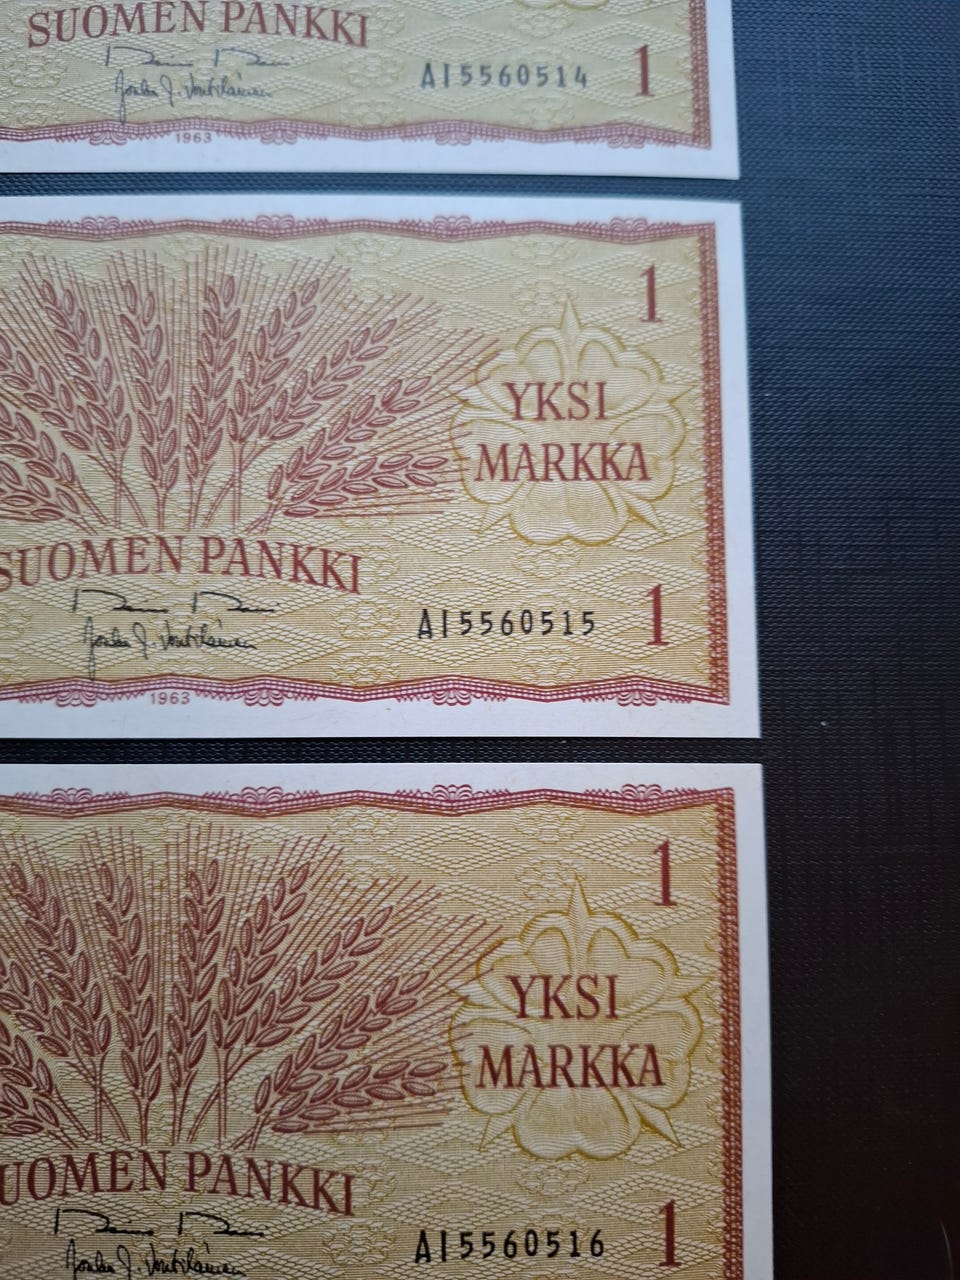 SUOMEN PANKKI
AI5560514
1
1963
1
YKSI
MARKKA
SUOMEN PANKKI
AI5560515
1
1963
1
YKSI
MARKKA
UOMEN PANKKI
AI5560516
1